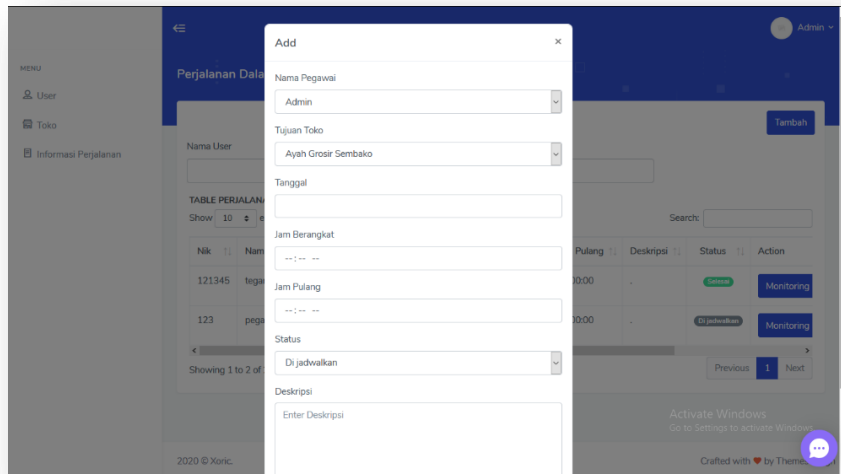 Admin
Add
×
MENU
Perjalanan Dala
Nama Pegawai
User
Admin
Toko
Tambah
Tujuan Toko
Nama User
Informasi Perjalanan
Ayah Grosir Sembako
Tanggal
TABLE PERJALANA
Show 10
Search:
Jam Berangkat
Nik
Nam
Pulang
Deskripsi
Status
Action
--:-- --
121345
tega
00:00
.
Selesai
Monitoring
Jam Pulang
--:-- --
123
pega
00:00
.
Di jadwalkan
Monitoring
Status
Di jadwalkan
Showing 1 to 2 of
Previous 1 Next
Deskripsi
Enter Deskripsi
Activate Windows
Go to Settings to activate Windows.
2020 © Xoric.
Crafted with ❤ by Theme